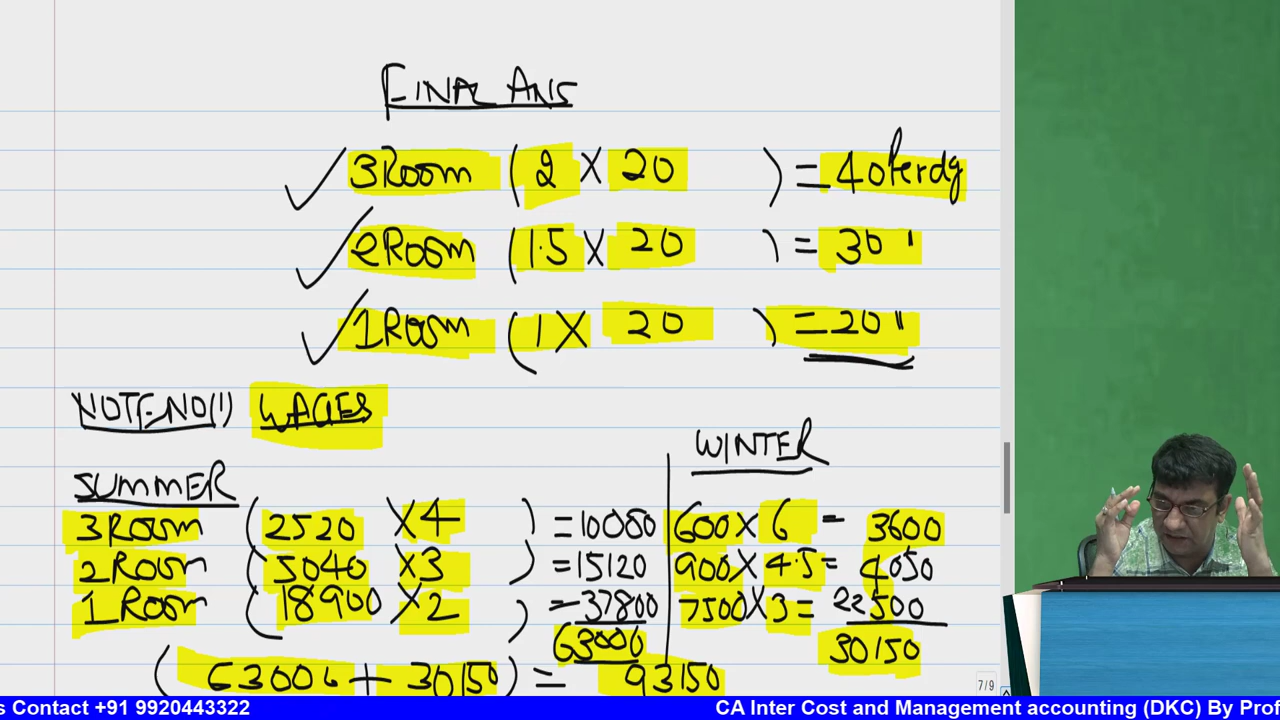 FINAL ANS
3Room (2 X 20 ) = 40 Perdy
2Room (1.5 X 20 ) = 30 "
1Room (1 X 20 ) = 20 "
NOTE-NO(1) WAGES
SUMMER
3Room (2520 X4 ) = 10080
2Room (5040 X3 ) = 15120
1Room (18900 X2 ) = 37800
63000
WINTER
600 X 6 = 3600
900 X 4.5 = 4050
7500 X 3 = 22500
30150
(63000 + 30150) = 93150
7/9
s Contact +91 9920443322
CA Inter Cost and Management accounting (DKC) By Prof